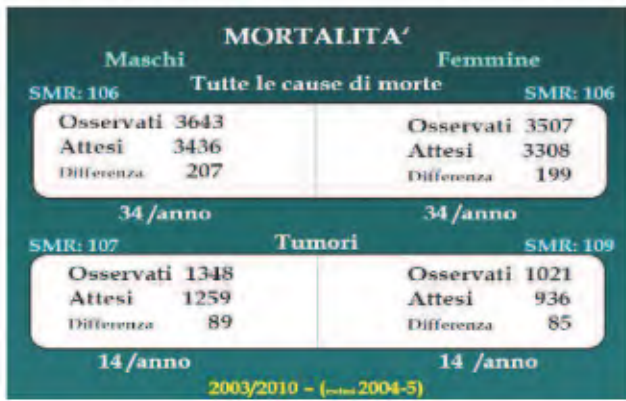 MORTALITA'
Maschi Femmine
SMR: 106 Tutte le cause di morte SMR: 106
Osservati 3643 Osservati 3507
Attesi 3436 Attesi 3308
Differenza 207 Differenza 199
34/anno 34/anno
SMR: 107 Tumori SMR: 109
Osservati 1348 Osservati 1021
Attesi 1259 Attesi 936
Differenza 89 Differenza 85
14/anno 14 /anno
2003/2010 – ( 2004-5)